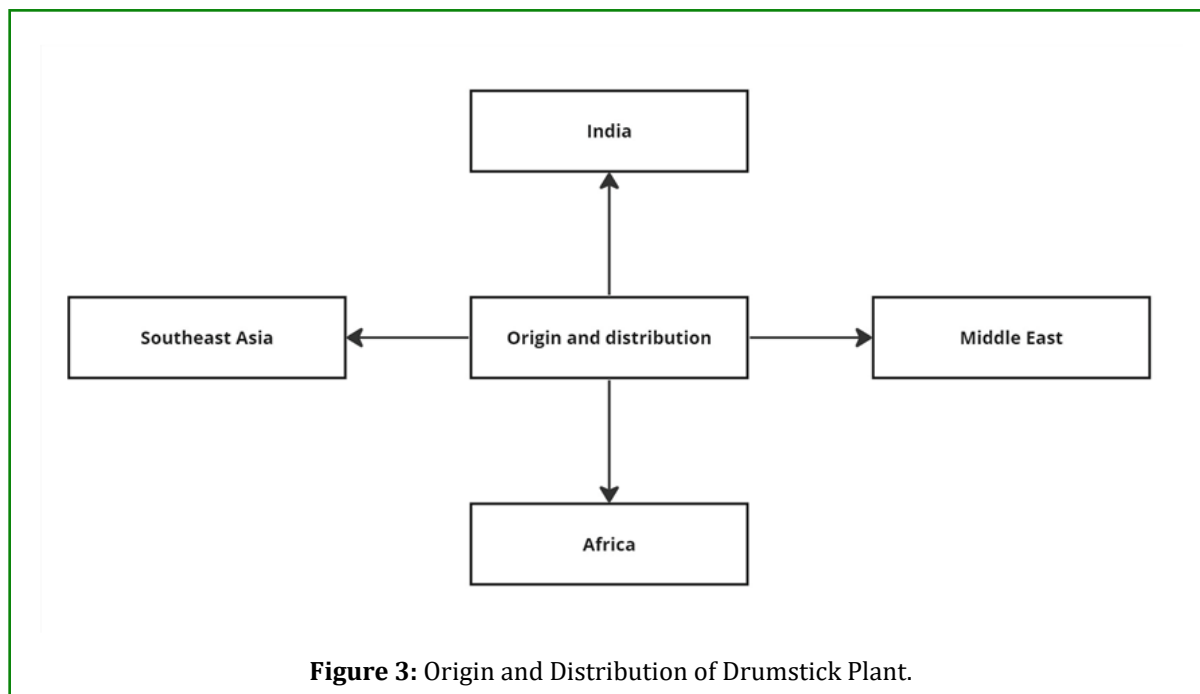 India
Southeast Asia
Origin and distribution
Middle East
Africa
Figure 3: Origin and Distribution of Drumstick Plant.